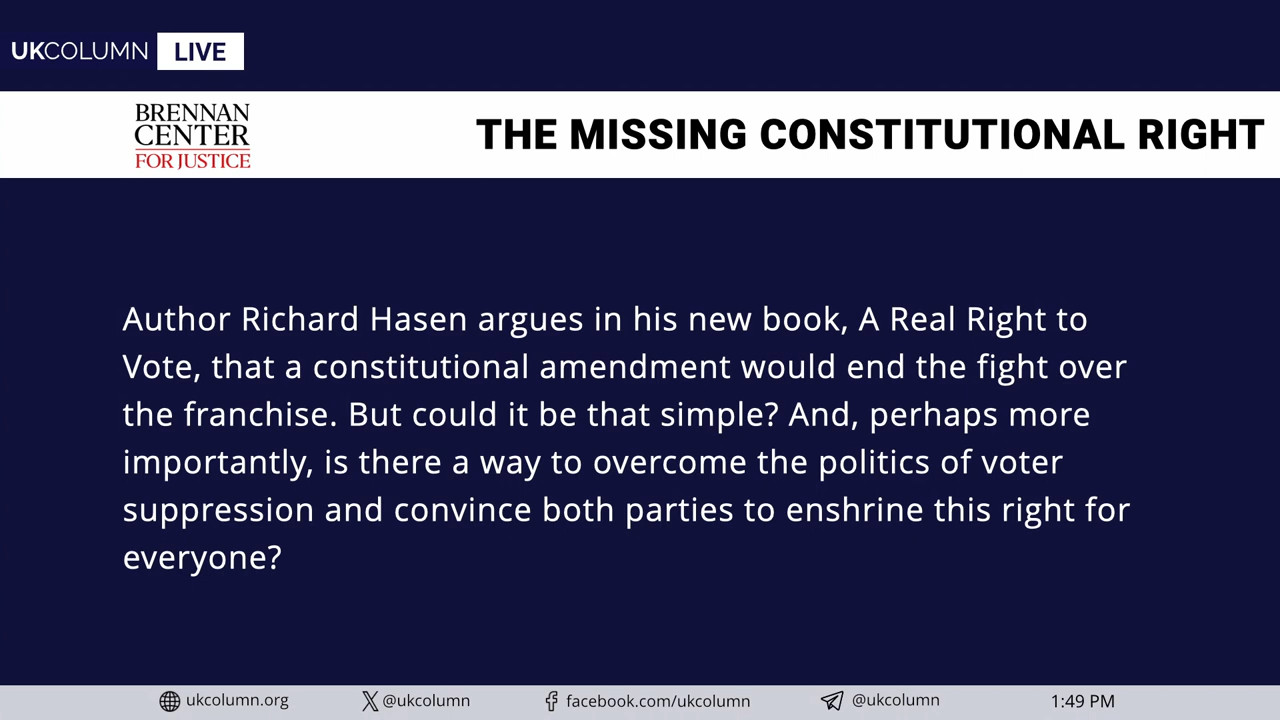 UKCOLUMN LIVE
BRENNAN
CENTER
FOR JUSTICE
THE MISSING CONSTITUTIONAL RIGHT
Author Richard Hasen argues in his new book, A Real Right to
Vote, that a constitutional amendment would end the fight over
the franchise. But could it be that simple? And, perhaps more
importantly, is there a way to overcome the politics of voter
suppression and convince both parties to enshrine this right for
everyone?
ukcolumn.org @ukcolumn facebook.com/ukcolumn @ukcolumn 1:49 PM